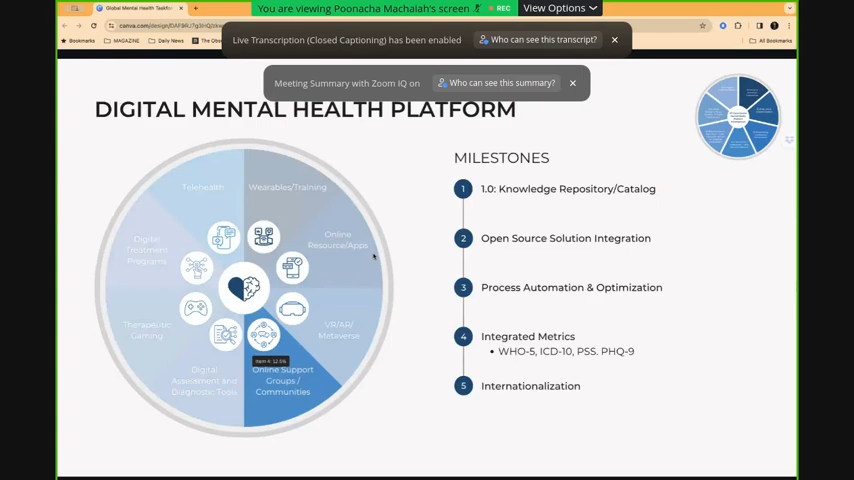 You are viewing Poonacha Machaiah's screen
REC
View Options
Global Mental Health Taskfo
Bookmarks
MAGAZINE
Daily News
All Bookmarks
Live Transcription (Closed Captioning) has been enabled
Who can see this transcript?
Meeting Summary with Zoom IQ on
Who can see this summary?
DIGITAL MENTAL HEALTH PLATFORM
Telehealth
Wearables/Training
Digital
Treatment
Programs
Online
Resource/Apps
Therapeutic
Gaming
VR/AR/
Metaverse
Digital
Assessment and
Diagnostic Tools
Item 4: 12.5%
Online Support
Groups /
Communities
MILESTONES
1 1.0: Knowledge Repository/Catalog
2 Open Source Solution Integration
3 Process Automation & Optimization
4 Integrated Metrics
• WHO-5, ICD-10, PSS. PHQ-9
5 Internationalization